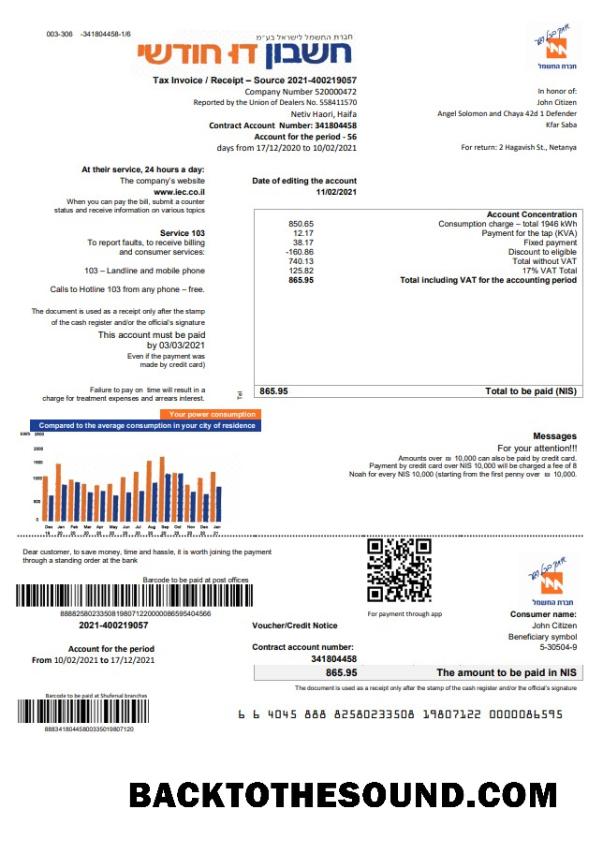 003-306 -341804458-1/6
חברת החשמל לישראל בע״מ
חשבון דו חודשי
חברת החשמל
Tax Invoice / Receipt – Source 2021-400219057
Company Number 520000472
Reported by the Union of Dealers No. 558411570
Netiv Haori, Haifa
Contract Account Number: 341804458
Account for the period - 56
days from 17/12/2020 to 10/02/2021
In honor of:
John Citizen
Angel Solomon and Chaya 42d 1 Defender
Kfar Saba
For return: 2 Hagavish St., Netanya
At their service, 24 hours a day:
The company's website
www.iec.co.il
When you can pay the bill, submit a counter
status and receive information on various topics
Service 103
To report faults, to receive billing
and consumer services:
103 – Landline and mobile phone
Calls to Hotline 103 from any phone – free.
The document is used as a receipt only after the stamp
of the cash register and/or the official's signature
This account must be paid
by 03/03/2021
Even if the payment was
made by credit card)
Failure to pay on time will result in a
charge for treatment expenses and arrears interest.
Date of editing the account
11/02/2021
Account Concentration
850.65 Consumption charge – total 1946 kWh
12.17 Payment for the tap (KVA)
38.17 Fixed payment
-160.86 Discount to eligible
740.13 Total without VAT
125.82 17% VAT Total
865.95 Total including VAT for the accounting period
Tel
865.95 Total to be paid (NIS)
Your power consumption
Compared to the average consumption in your city of residence
2000
1500
1000
500
0
Dec Jan Feb Mar Apr May Jun Jul Aug Sep Oct Nov Dec Jan
19 20 20 20 20 20 20 20 20 20 20 20 20 21
Messages
For your attention!!!
Amounts over ₪ 10,000 can also be paid by credit card.
Payment by credit card over NIS 10,000 will be charged a fee of 8
Noah for every NIS 10,000 (starting from the first penny over ₪ 10,000.
Dear customer, to save money, time and hassle, it is worth joining the payment
through a standing order at the bank
Barcode to be paid at post offices
88882580233508198071220000086595404566
2021-400219057
Account for the period
From 10/02/2021 to 17/12/2021
For payment through app
חברת החשמל
Voucher/Credit Notice
Contract account number:
341804458
Consumer name:
John Citizen
Beneficiary symbol
5-30504-9
865.95 The amount to be paid in NIS
The document is used as a receipt only after the stamp of the cash register and/or the official's signature
Barcode to be paid at Shufersal branches
88834180445800335019807120
6 6 4045 888 82580233508 19807122 0000086595
BACKTOTHESOUND.COM